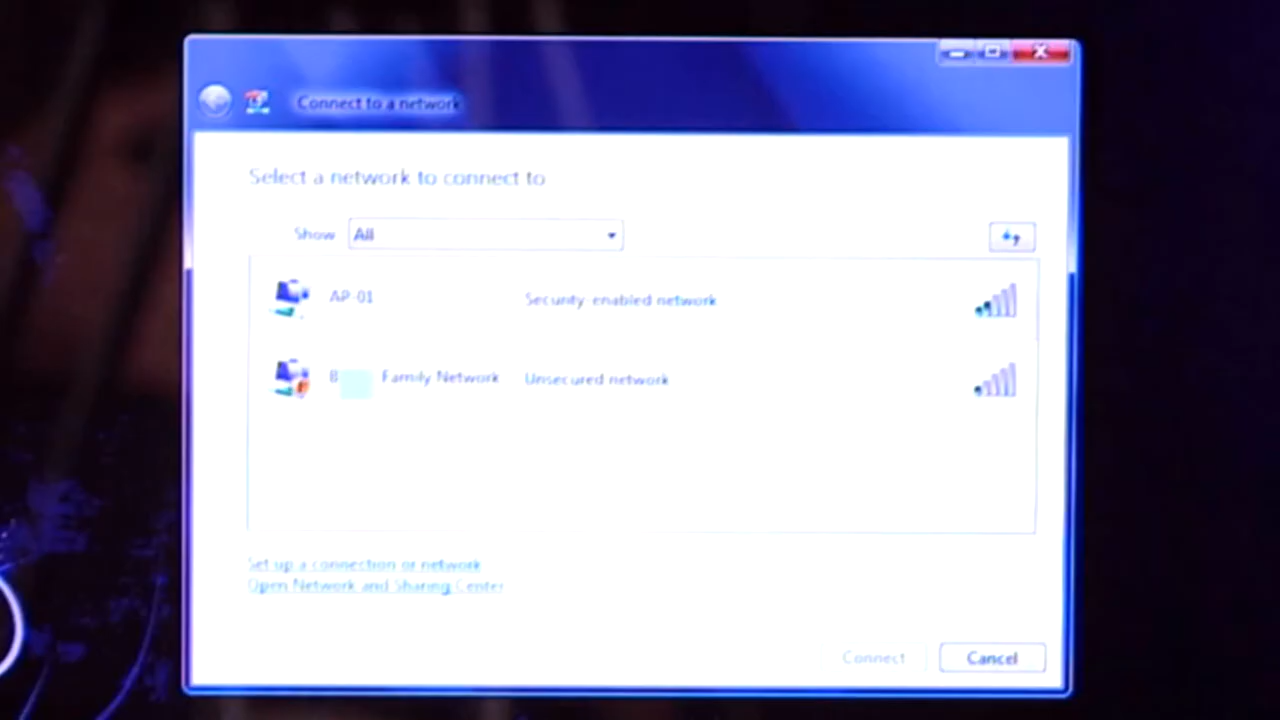 Connect to a network
Select a network to connect to
Show All
AP-01 Security-enabled network
B Family Network Unsecured network
Set up a connection or network
Open Network and Sharing Center
Connect Cancel